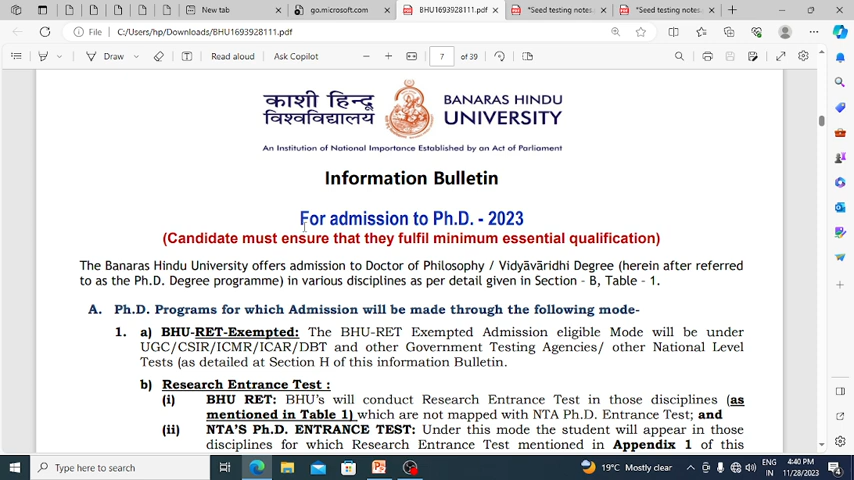 New tab
go.microsoft.com
BHU1693928111.pdf
*Seed testing notes.
*Seed testing notes.
File
C:/Users/hp/Downloads/BHU1693928111.pdf
Draw
Read aloud
Ask Copilot
7 of 39
काशी हिन्दू
विश्वविद्यालय
BANARAS HINDU
UNIVERSITY
An Institution of National Importance Established by an Act of Parliament
Information Bulletin
For admission to Ph.D. - 2023
(Candidate must ensure that they fulfil minimum essential qualification)
The Banaras Hindu University offers admission to Doctor of Philosophy / Vidyāvāridhi Degree (herein after referred
to as the Ph.D. Degree programme) in various disciplines as per detail given in Section - B, Table - 1.
A. Ph.D. Programs for which Admission will be made through the following mode-
1. a) BHU-RET-Exempted: The BHU-RET Exempted Admission eligible Mode will be under
UGC/CSIR/ICMR/ICAR/DBT and other Government Testing Agencies/ other National Level
Tests (as detailed at Section H of this information Bulletin.
b) Research Entrance Test :
(i) BHU RET: BHU's will conduct Research Entrance Test in those disciplines (as
mentioned in Table 1) which are not mapped with NTA Ph.D. Entrance Test; and
(ii) NTA'S Ph.D. ENTRANCE TEST: Under this mode the student will appear in those
disciplines for which Research Entrance Test mentioned in Appendix 1 of this
Type here to search
19°C Mostly clear
ENG
IN
4:40 PM
11/28/2023
4